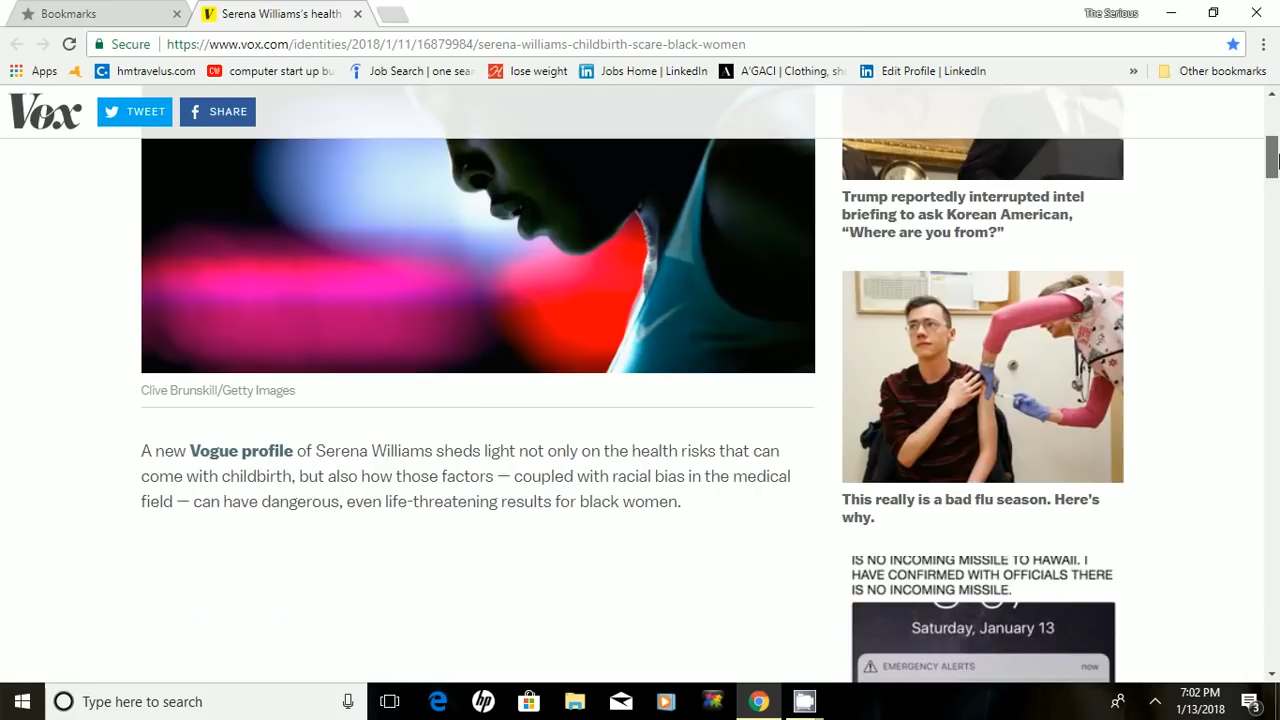 Bookmarks
Serena Williams's health
The Serious
Secure
https://www.vox.com/identities/2018/1/11/16879984/serena-williams-childbirth-scare-black-women
Apps
hmtravelus.com
computer start up bu
Job Search | one sea
lose weight
Jobs Home | LinkedIn
A'GACI | Clothing, sh
Edit Profile | LinkedIn
»
Other bookmarks
Vox
TWEET
SHARE
Clive Brunskill/Getty Images
A new Vogue profile of Serena Williams sheds light not only on the health risks that can
come with childbirth, but also how those factors — coupled with racial bias in the medical
field — can have dangerous, even life-threatening results for black women.
Trump reportedly interrupted intel
briefing to ask Korean American,
“Where are you from?”
This really is a bad flu season. Here's
why.
IS NO INCOMING MISSILE TO HAWAII. I
HAVE CONFIRMED WITH OFFICIALS THERE
IS NO INCOMING MISSILE.
Saturday, January 13
EMERGENCY ALERTS
now
Type here to search
7:02 PM
1/13/2018
3